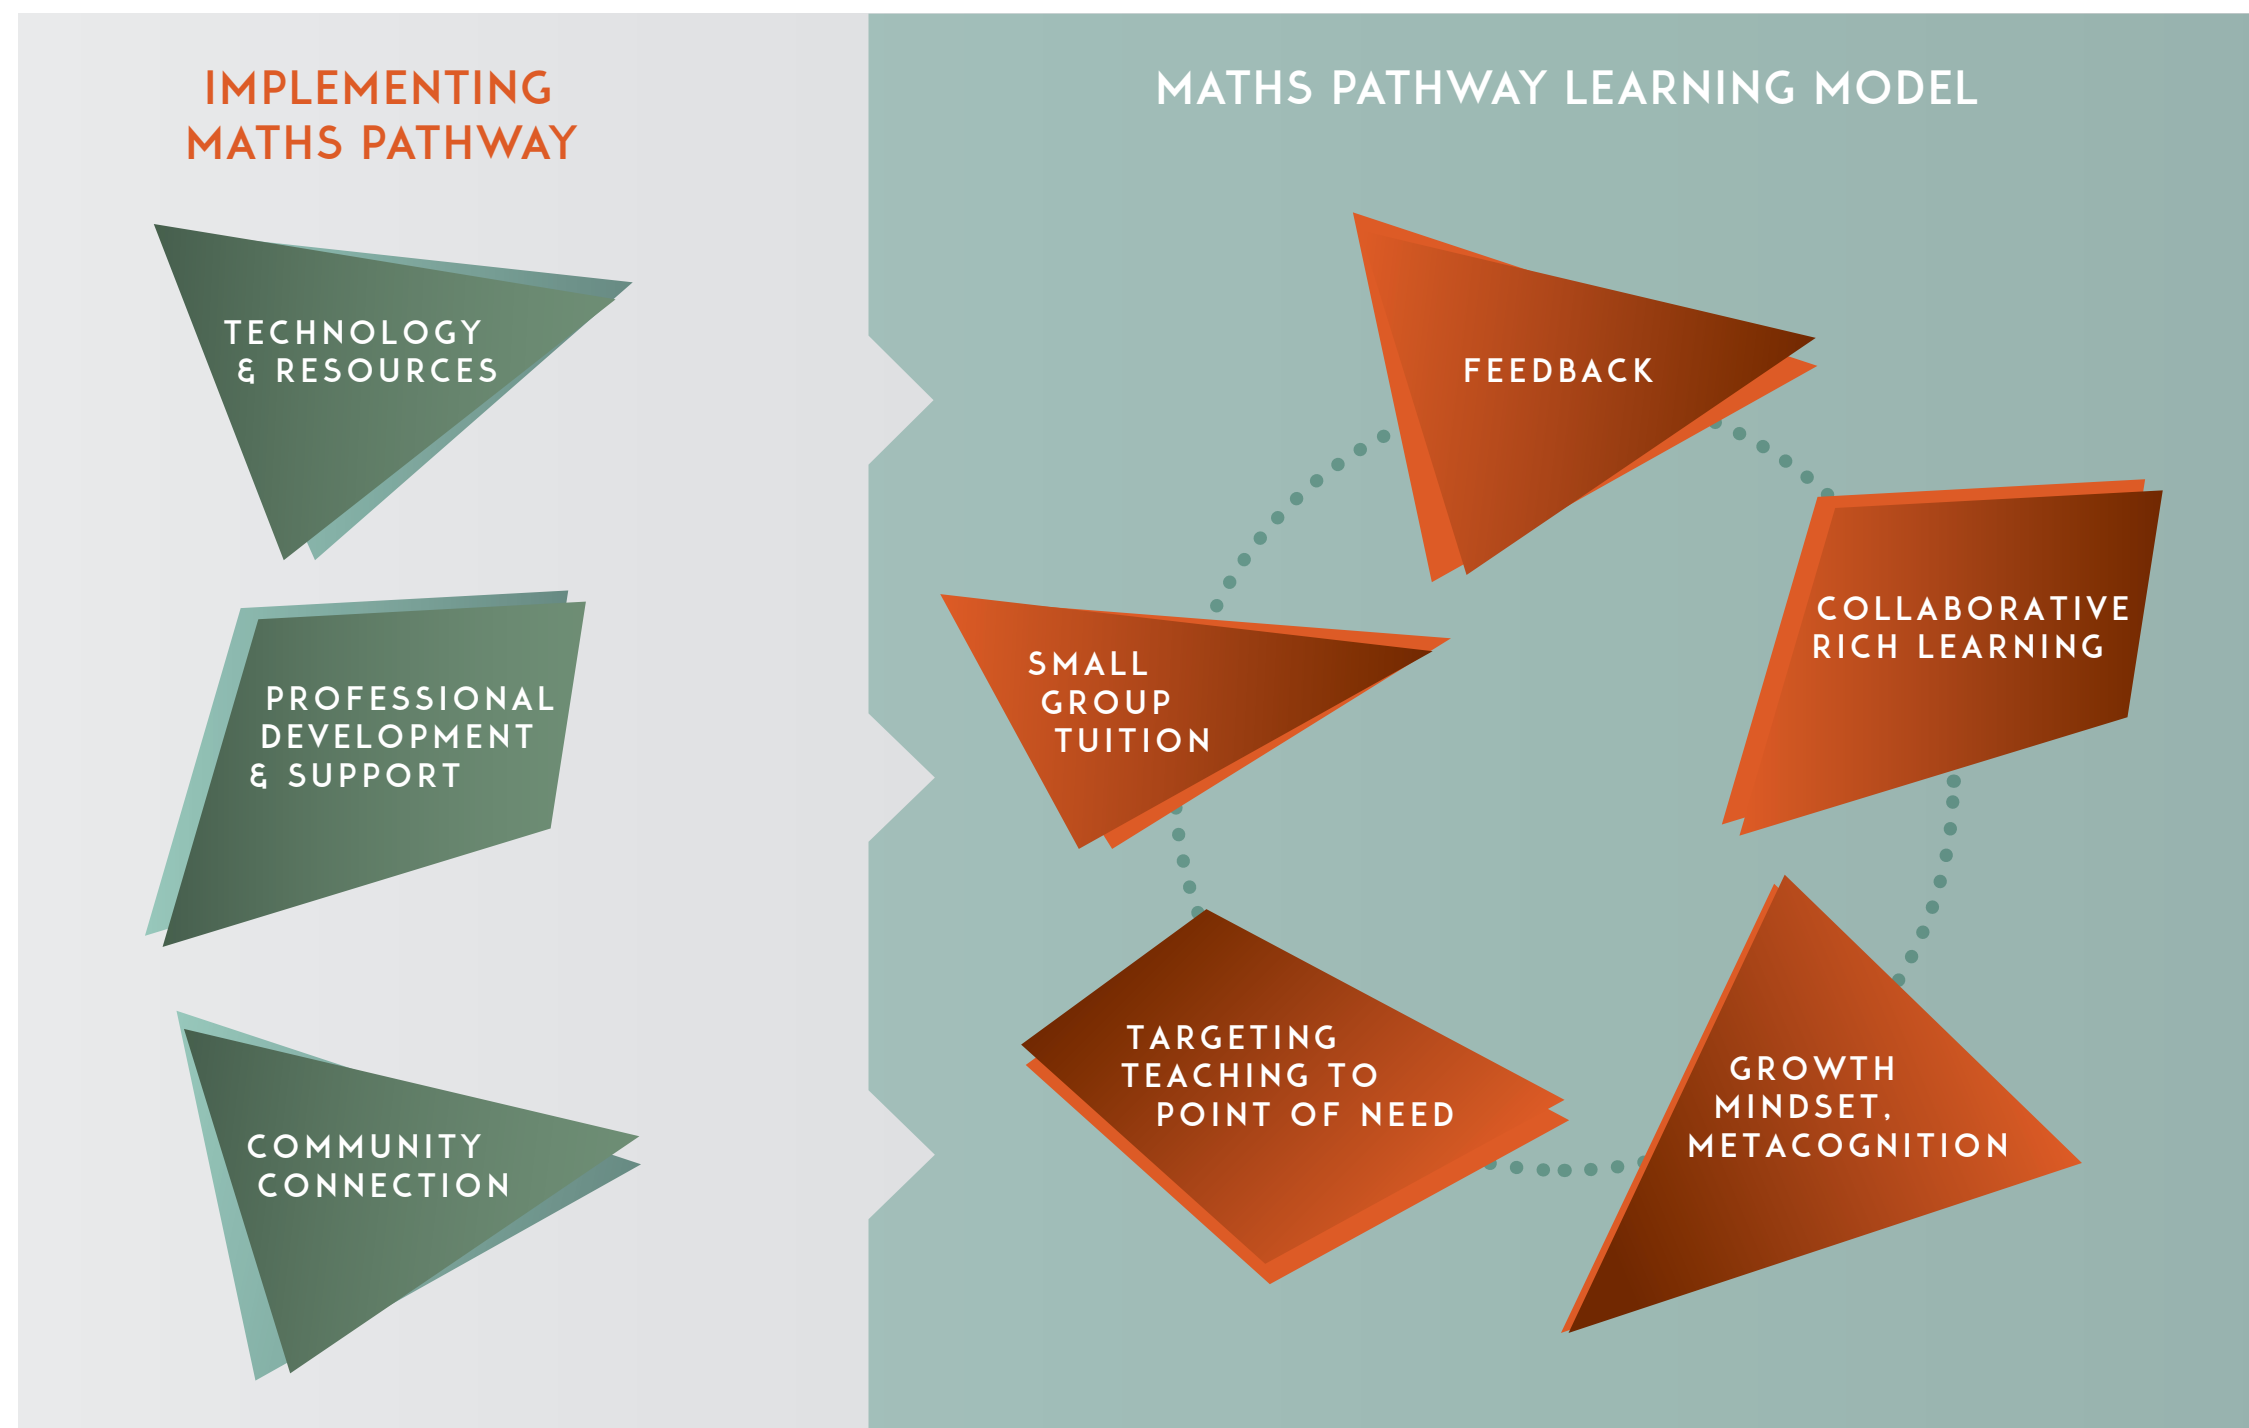 IMPLEMENTING
MATHS PATHWAY
TECHNOLOGY
& RESOURCES
PROFESSIONAL
DEVELOPMENT
& SUPPORT
COMMUNITY
CONNECTION
MATHS PATHWAY LEARNING MODEL
FEEDBACK
COLLABORATIVE
RICH LEARNING
GROWTH
MINDSET,
METACOGNITION
TARGETING
TEACHING TO
POINT OF NEED
SMALL
GROUP
TUITION